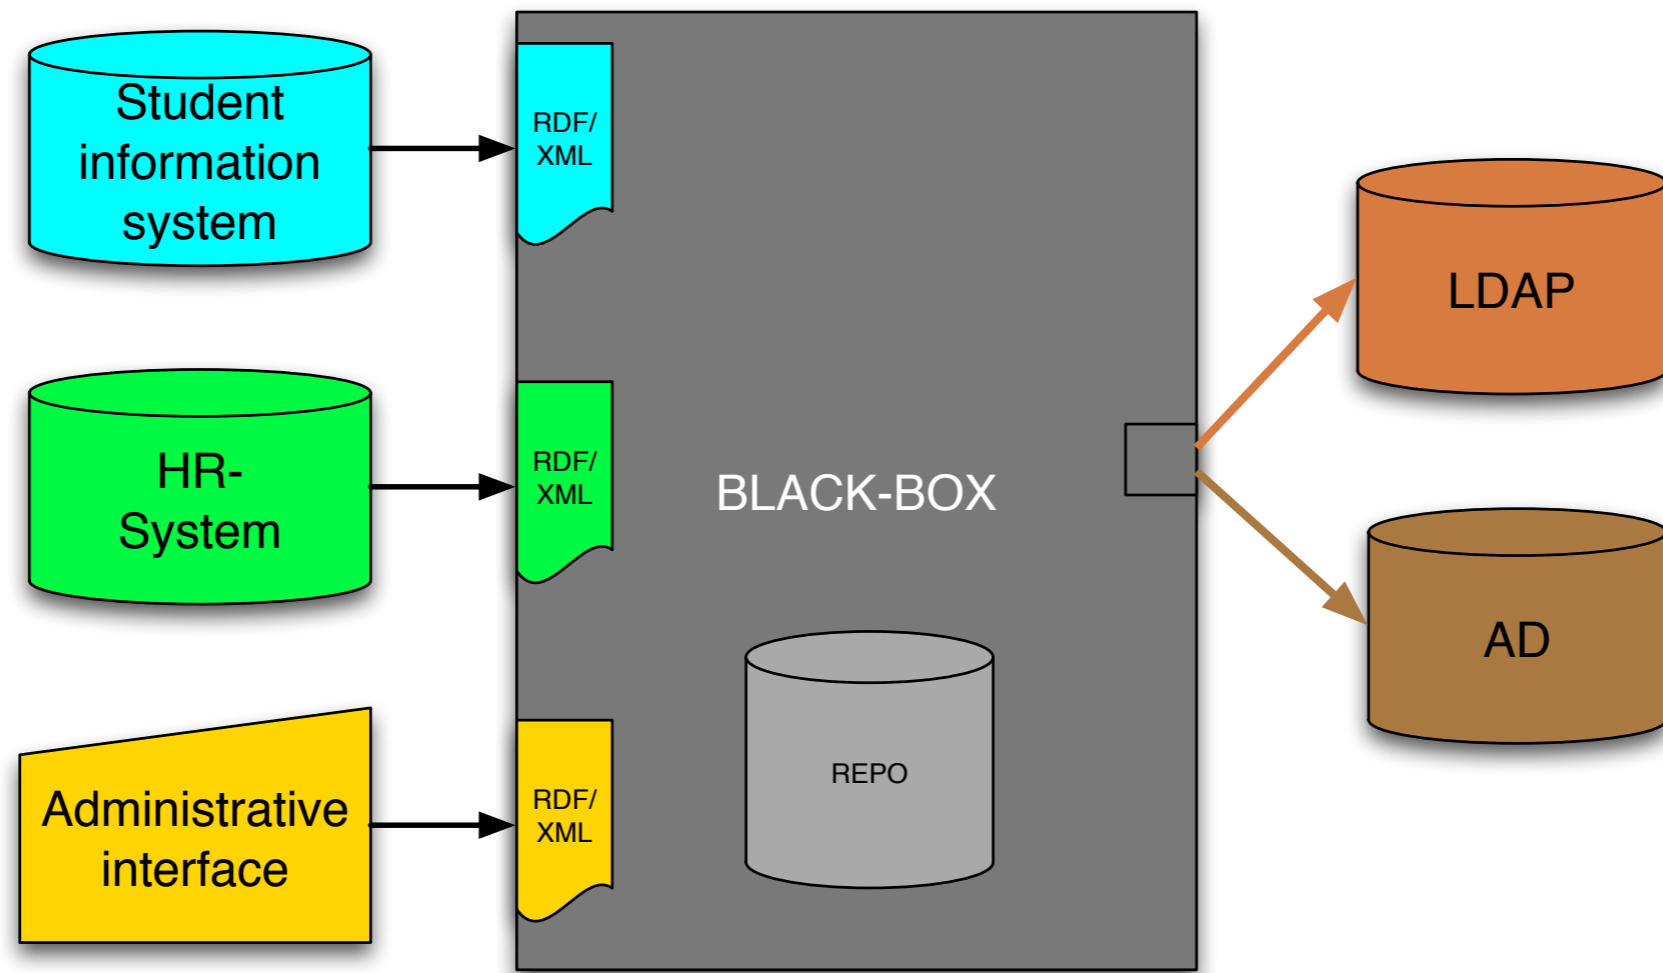 Student
information
system
RDF/
XML
HR-
System
RDF/
XML
Administrative
interface
RDF/
XML
BLACK-BOX
REPO
LDAP
AD